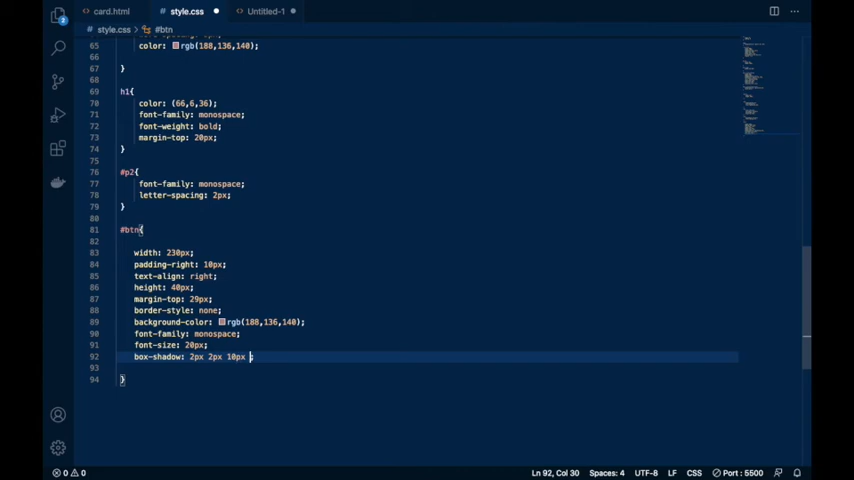 card.html
style.css
Untitled-1
style.css > #btn
2
65 color: rgb(188,136,140);
66
67 }
68
69 h1{
70 color: (66,6,36);
71 font-family: monospace;
72 font-weight: bold;
73 margin-top: 20px;
74 }
75
76 #p2{
77 font-family: monospace;
78 letter-spacing: 2px;
79 }
80
81 #btn{
82
83 width: 230px;
84 padding-right: 10px;
85 text-align: right;
86 height: 40px;
87 margin-top: 29px;
88 border-style: none;
89 background-color: rgb(188,136,140);
90 font-family: monospace;
91 font-size: 20px;
92 box-shadow: 2px 2px 10px ;
93
94 }
0 0 Ln 92, Col 30 Spaces: 4 UTF-8 LF CSS Port : 5500